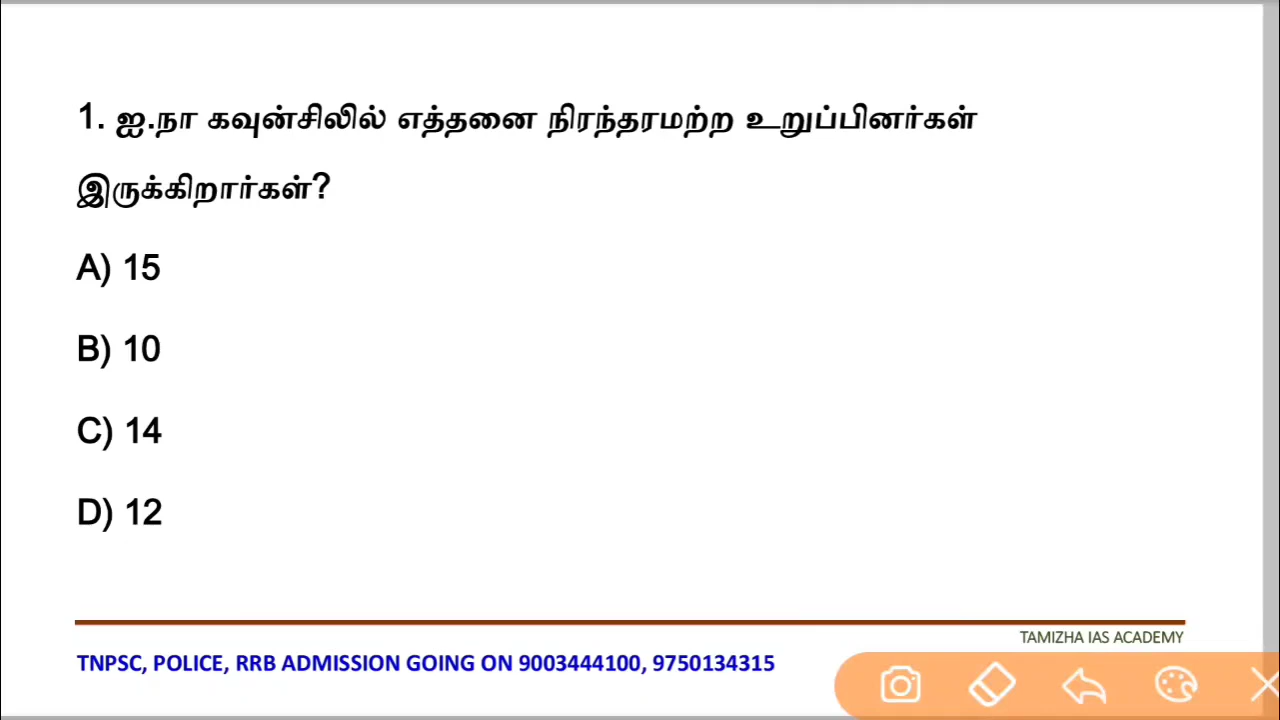 1. ஐ.நா கவுன்சிலில் எத்தனை நிரந்தரமற்ற உறுப்பினர்கள்
இருக்கிறார்கள்?
A) 15
B) 10
C) 14
D) 12
TAMIZHA IAS ACADEMY
TNPSC, POLICE, RRB ADMISSION GOING ON 9003444100, 9750134315